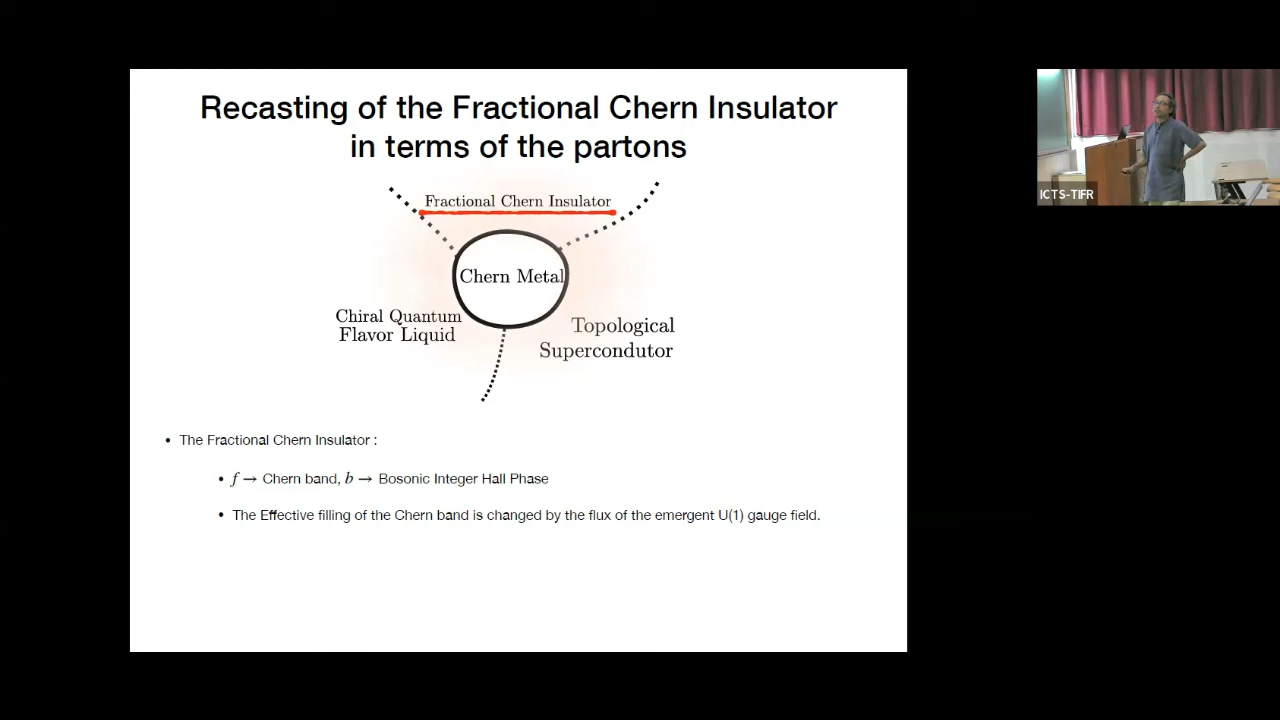 Recasting of the Fractional Chern Insulator
in terms of the partons
Fractional Chern Insulator
Chern Metal
Chiral Quantum
Flavor Liquid
Topological
Supercondutor
• The Fractional Chern Insulator :
• f → Chern band, b → Bosonic Integer Hall Phase
• The Effective filling of the Chern band is changed by the flux of the emergent U(1) gauge field.
ICTS-TIFR